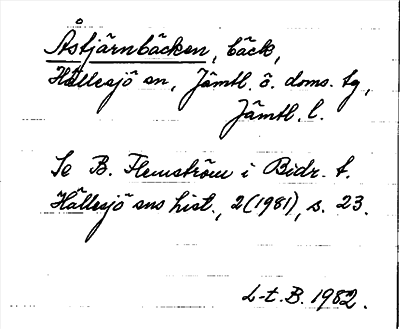 Åstjärnbäcken, bäck,
Hällesjö sn, Jämtl. ö. doms. tg,
Jämtl. l.
Se B. Flemström i Bidr. t.
Hällesjö sns hist., 2 (1981), s. 23.
L-t. B. 1982.